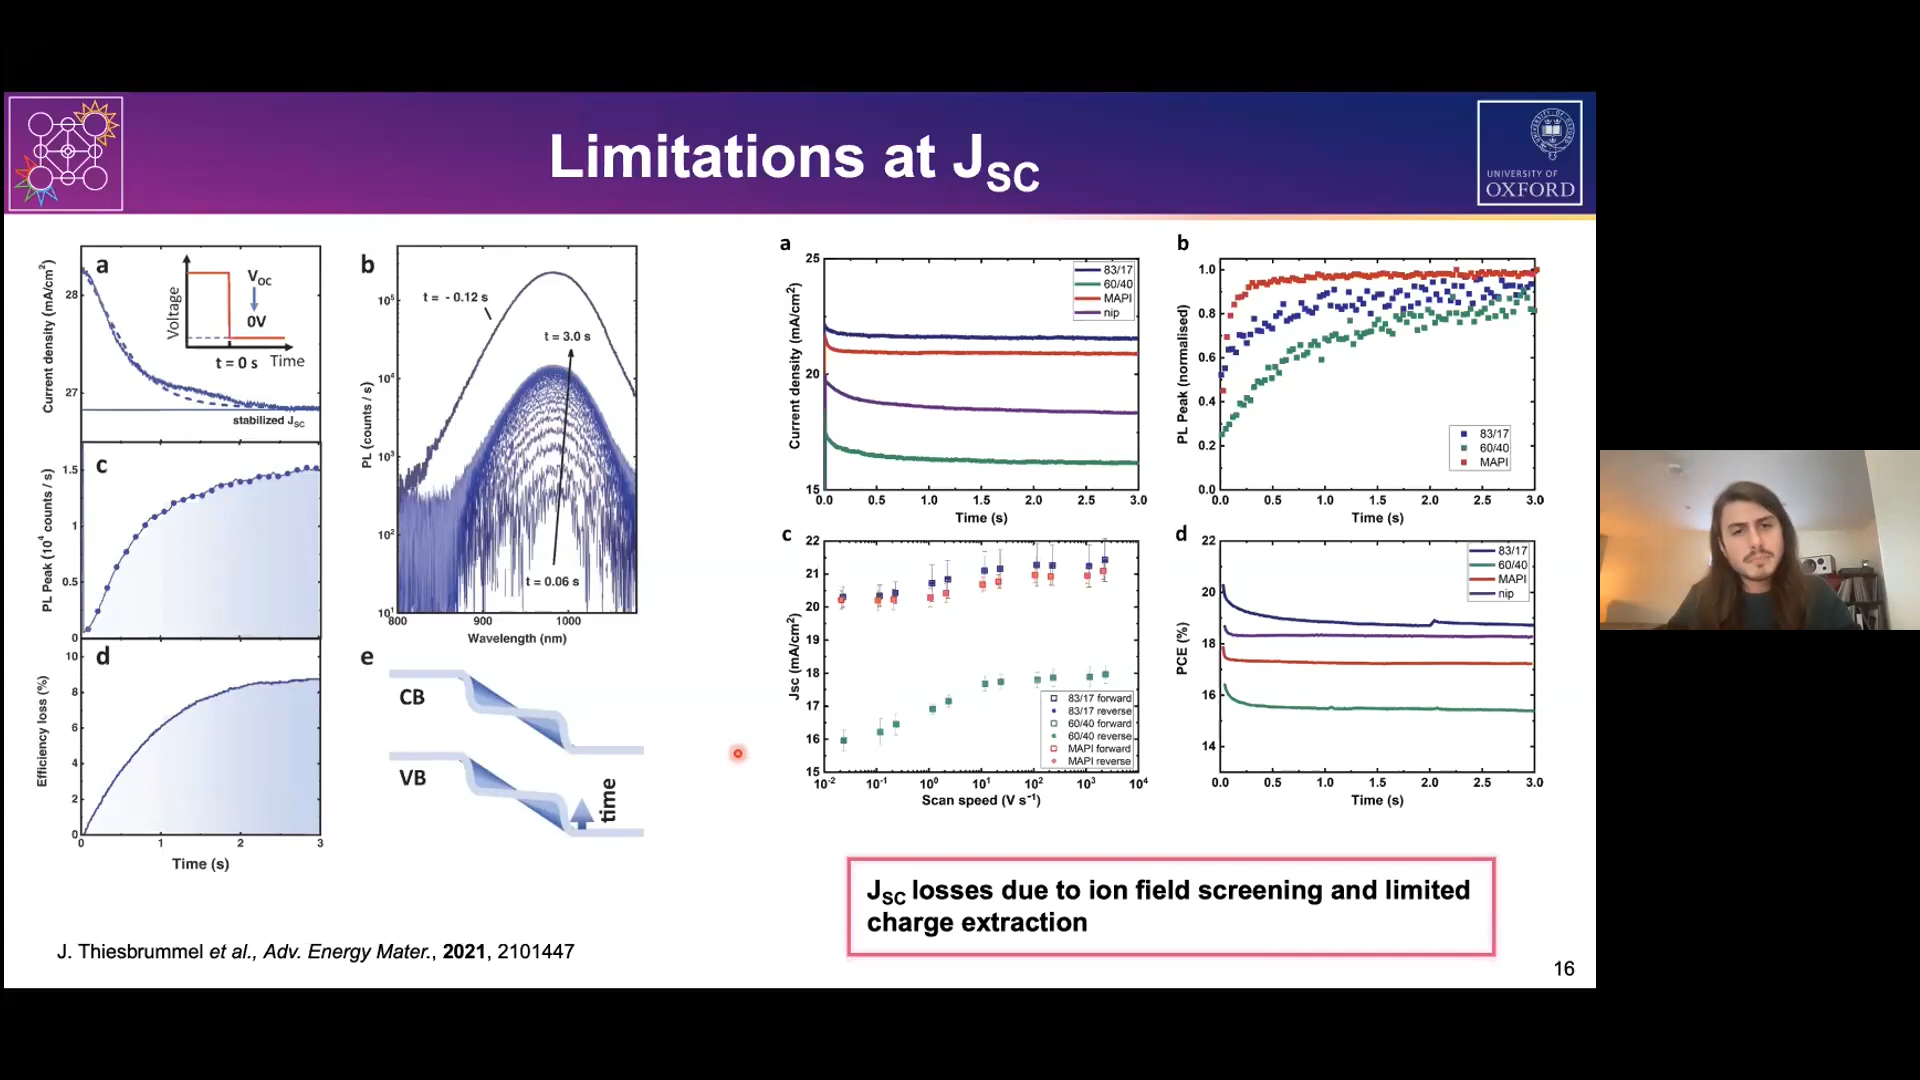 Limitations at JSC
UNIVERSITY OF
OXFORD
a
Current density (mA/cm²)
28
27
Voltage
VOC
0V
t = 0 s
Time
stabilized JSC
c
PL Peak (10⁴ counts / s)
1.5
1
0.5
0
d
Efficiency loss (%)
10
8
6
4
2
0
0 1 2 3
Time (s)
b
PL (counts / s)
10⁵
10⁴
10³
10²
10¹
t = - 0.12 s
t = 3.0 s
t = 0.06 s
800 900 1000
Wavelength (nm)
e
CB
VB
time
a
Current density (mA/cm²)
25
20
15
83/17
60/40
MAPI
nip
0.0 0.5 1.0 1.5 2.0 2.5 3.0
Time (s)
b
PL Peak (normalised)
1.0
0.8
0.6
0.4
0.2
0.0
83/17
60/40
MAPI
0.0 0.5 1.0 1.5 2.0 2.5 3.0
Time (s)
c
Jsc (mA/cm²)
22
21
20
19
18
17
16
15
83/17 forward
83/17 reverse
60/40 forward
60/40 reverse
MAPI forward
MAPI reverse
10⁻² 10⁻¹ 10⁰ 10¹ 10² 10³ 10⁴
Scan speed (V s⁻¹)
d
PCE (%)
22
20
18
16
14
83/17
60/40
MAPI
nip
0.0 0.5 1.0 1.5 2.0 2.5 3.0
Time (s)
JSC losses due to ion field screening and limited
charge extraction
J. Thiesbrummel et al., Adv. Energy Mater., 2021, 2101447
16